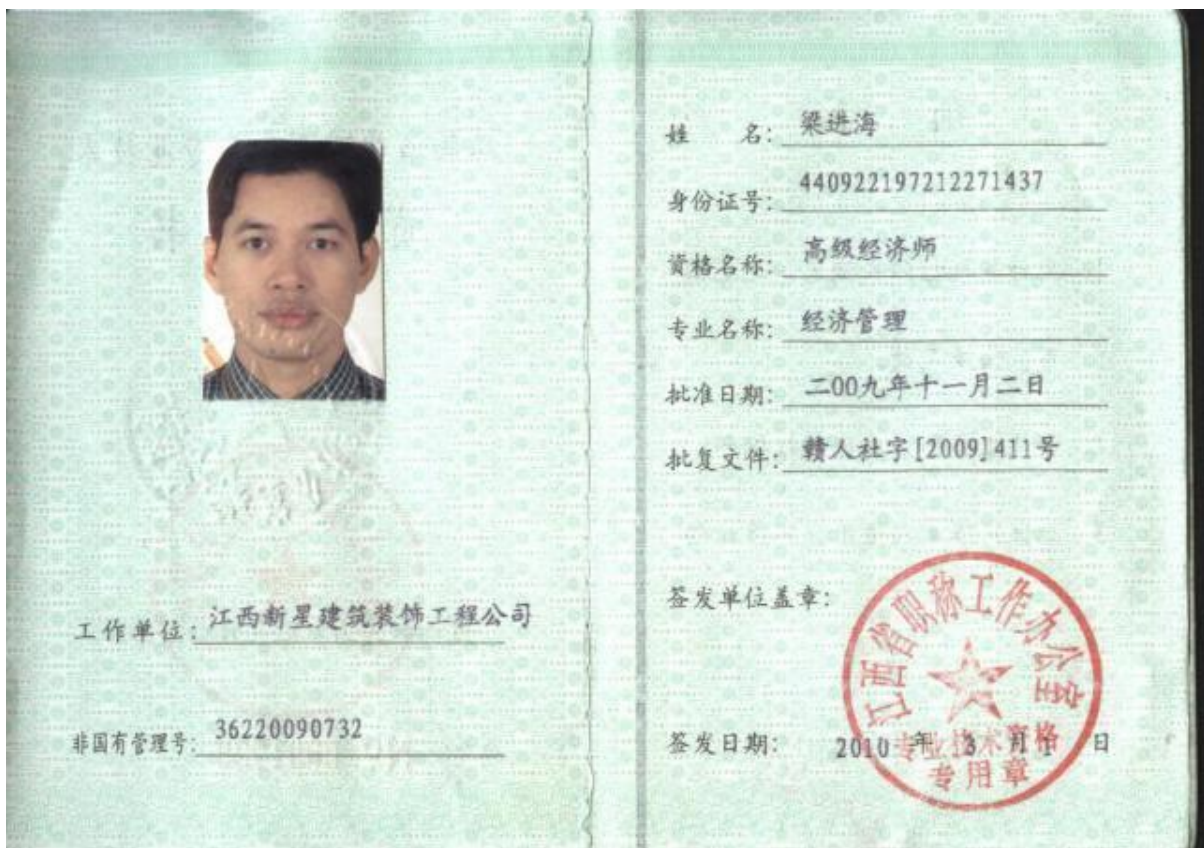 工作单位：江西新星建筑装饰工程公司
非国有管理号：36220090732
姓 名：梁进海
身份证号：440922197212271437
资格名称：高级经济师
专业名称：经济管理
批准日期：二00九年十一月二日
批复文件：赣人社字[2009]411号
签发单位盖章：
江西省职称工作办公室
专业技术资格
专用章
签发日期： 2010 年 3 月 1 日